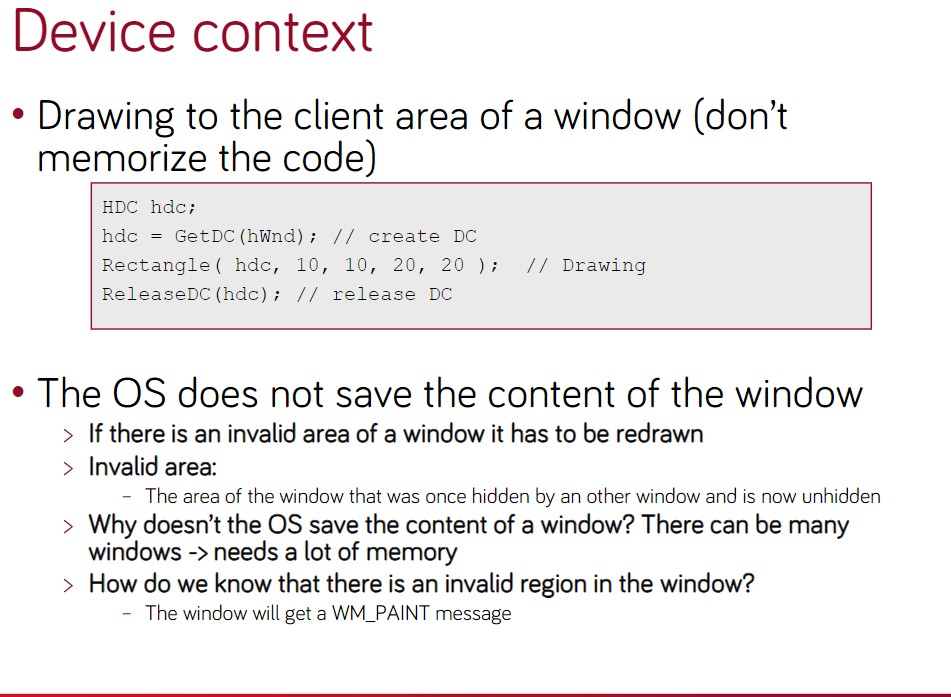 Device context
• Drawing to the client area of a window (don't
memorize the code)
HDC hdc;
hdc = GetDC(hWnd); // create DC
Rectangle( hdc, 10, 10, 20, 20 );  // Drawing
ReleaseDC(hdc); // release DC
• The OS does not save the content of the window
> If there is an invalid area of a window it has to be redrawn
> Invalid area:
– The area of the window that was once hidden by an other window and is now unhidden
> Why doesn't the OS save the content of a window? There can be many
windows -> needs a lot of memory
> How do we know that there is an invalid region in the window?
– The window will get a WM_PAINT message